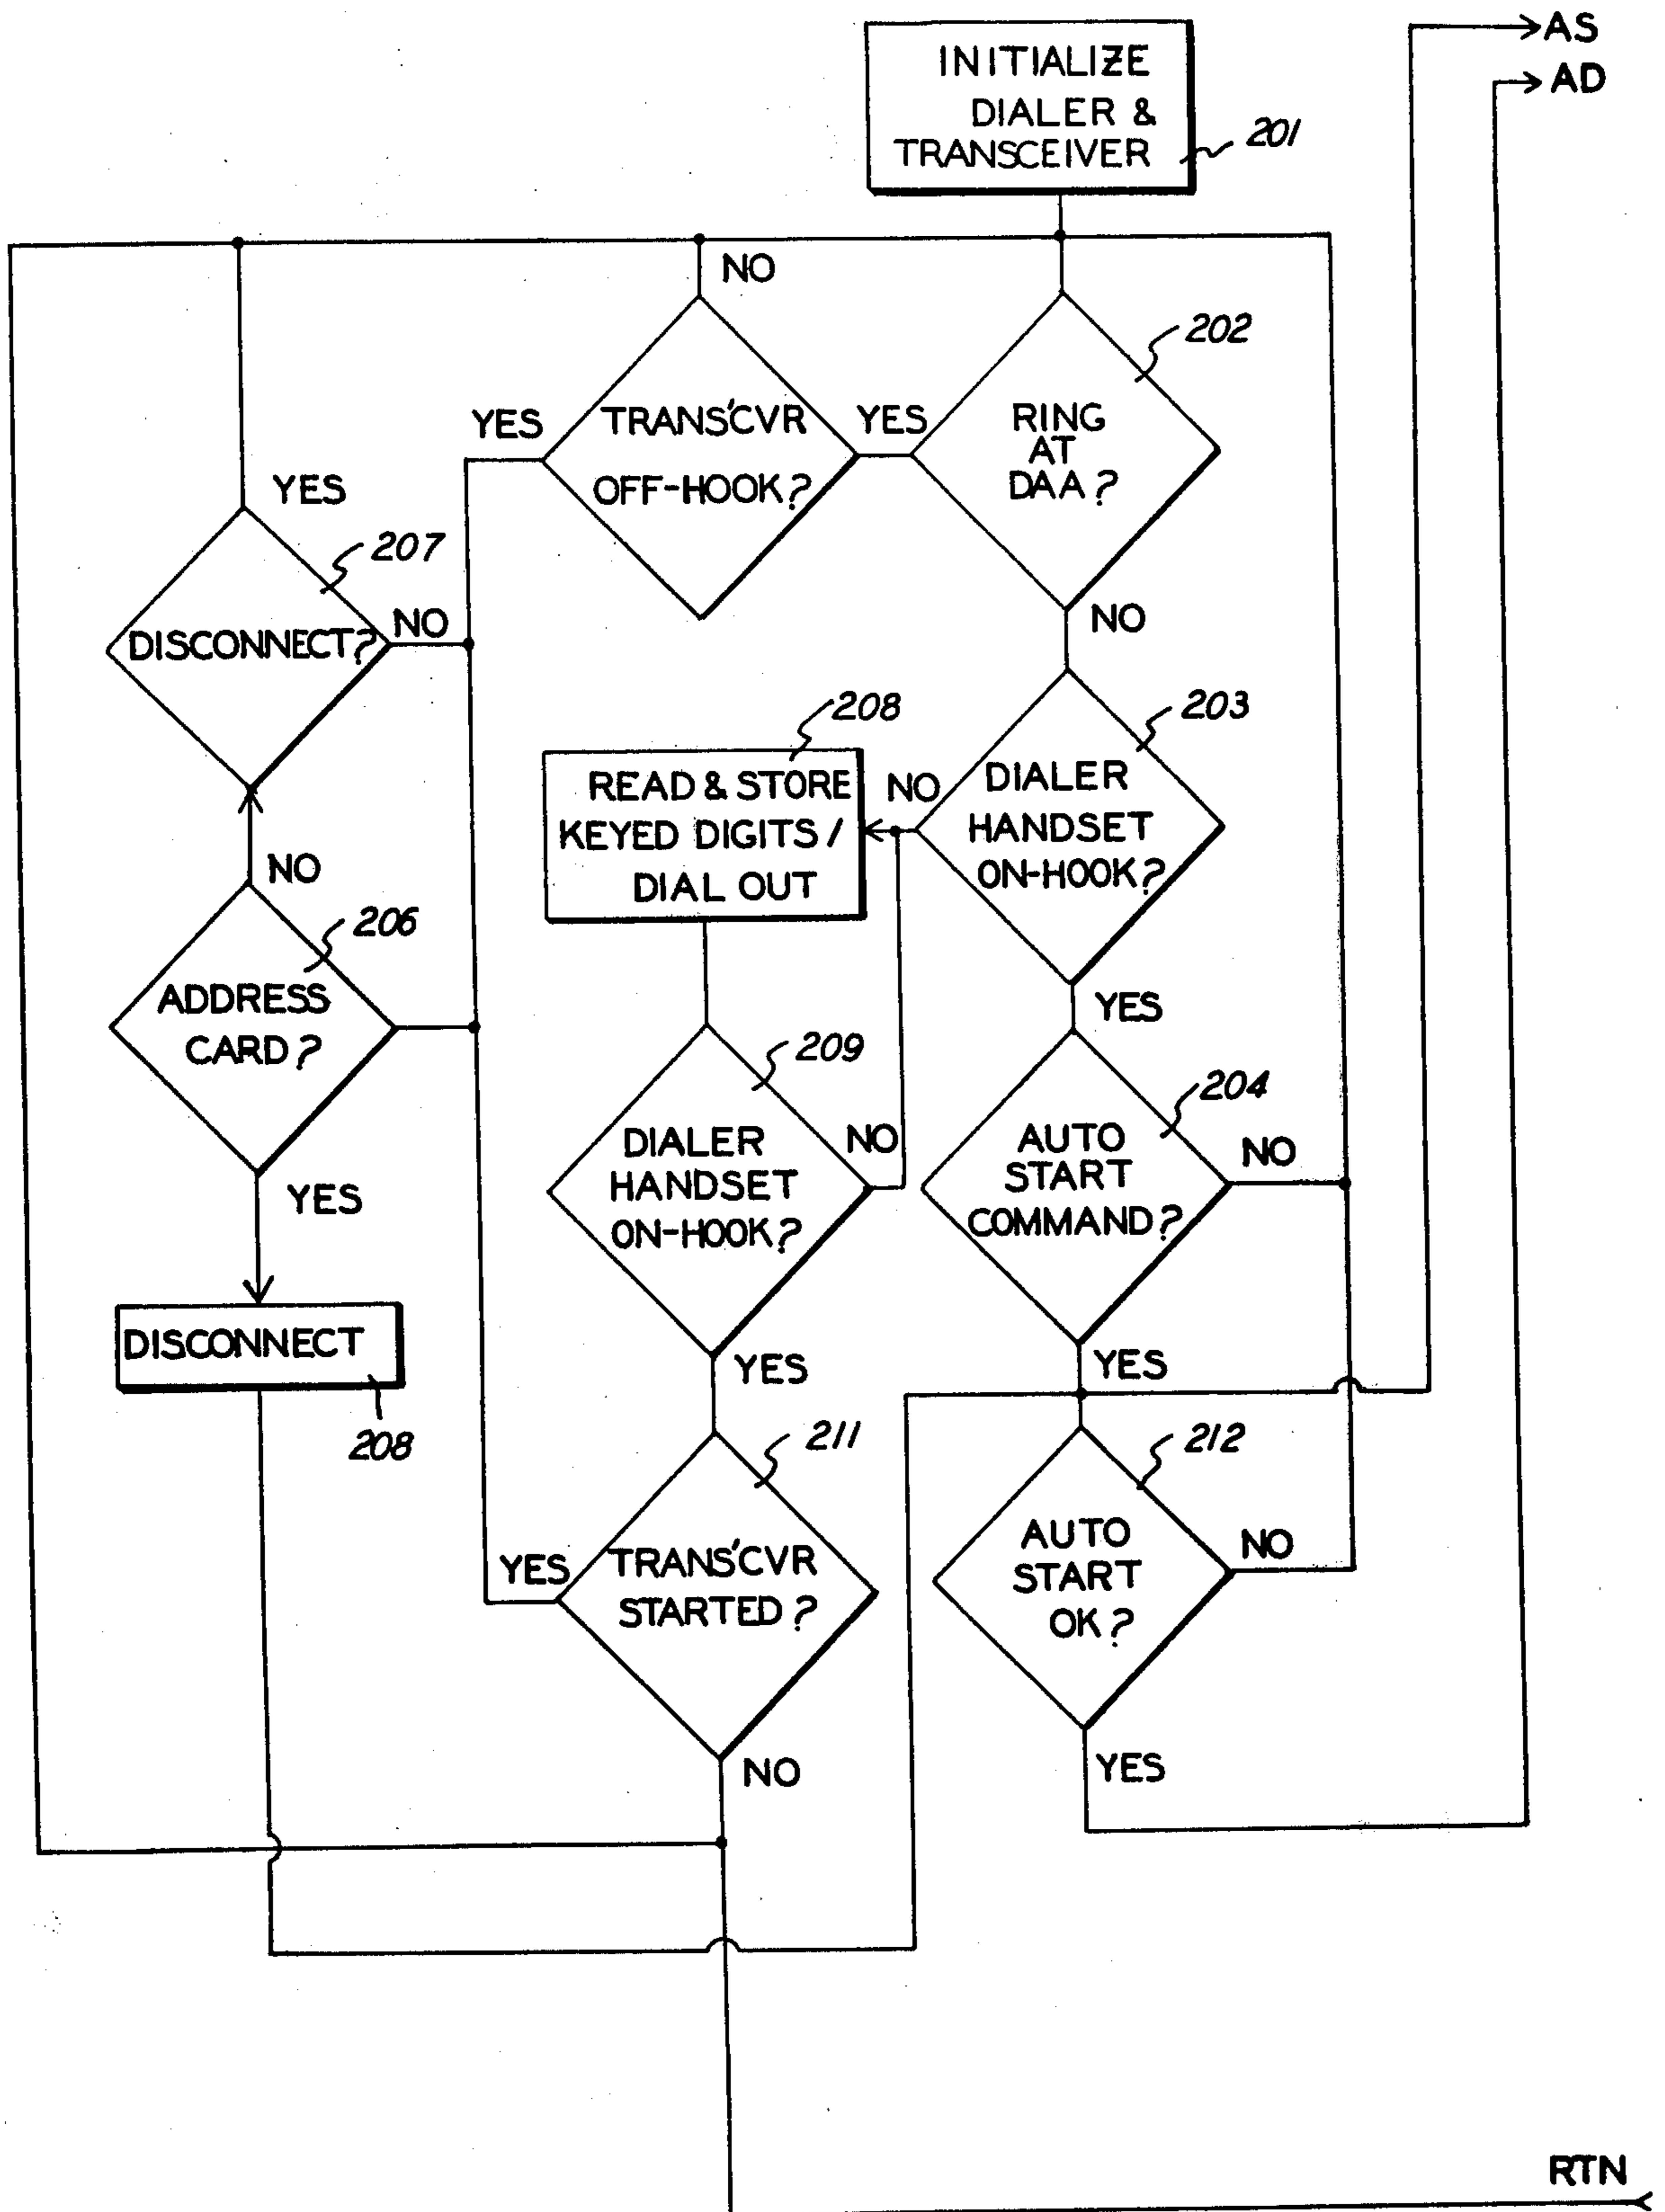 AS
AD
INITIALIZE
DIALER &
TRANSCEIVER
201
NO
202
YES
TRANS'CVR
OFF-HOOK?
YES
RING
AT
DAA?
YES
207
DISCONNECT?
NO
NO
208
READ & STORE
KEYED DIGITS/
DIAL OUT
NO
203
DIALER
HANDSET
ON-HOOK?
NO
206
ADDRESS
CARD?
YES
YES
209
DIALER
HANDSET
ON-HOOK?
NO
204
AUTO
START
COMMAND?
NO
DISCONNECT
208
YES
YES
211
YES
TRANS'CVR
STARTED?
212
AUTO
START
OK?
NO
NO
YES
RTN